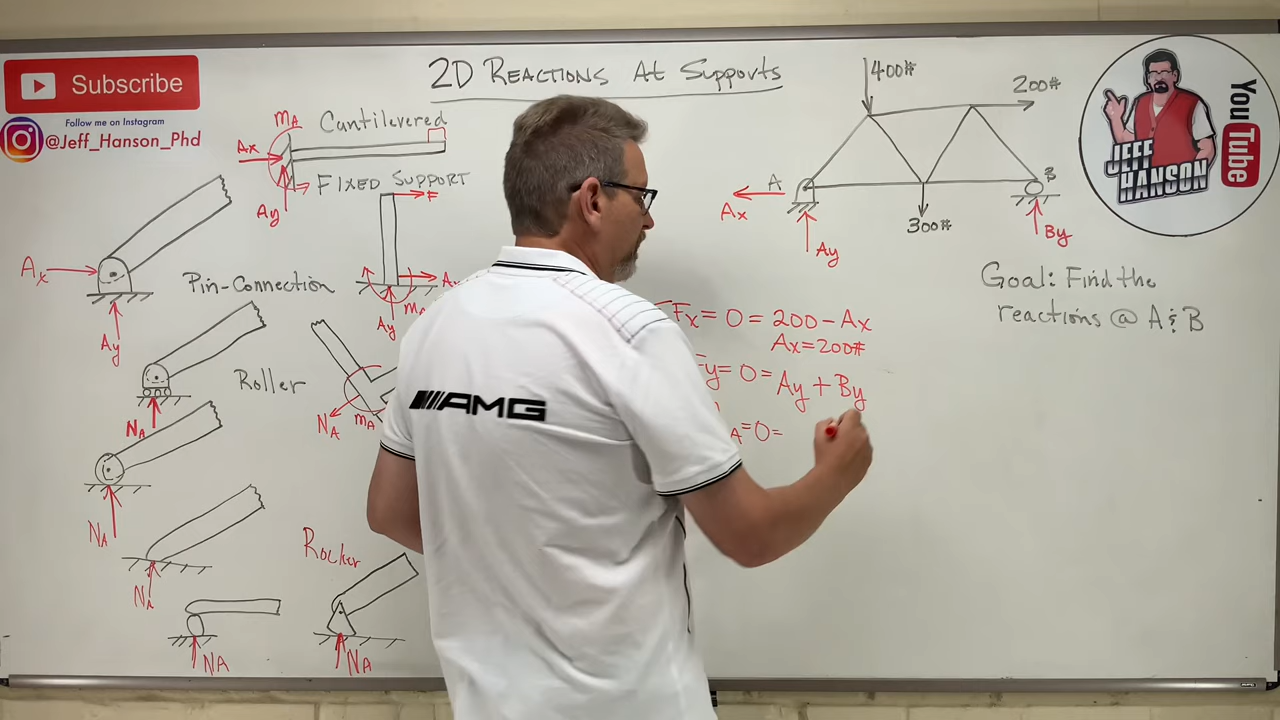 2D REACTIONS At Supports
Subscribe
Follow me on Instagram
@Jeff_Hanson_Phd
mA
Cantilevered
Ax
FIXED SUPPORT
Ay
F
Ax
Pin-Connection
Ay
mA
Ay
Roller
NA
NA
mA
NA
NA
Rocker
NA
NA
400#
200#
A
B
Ax
Ay
300#
By
Goal: Find the
reactions @ A & B
Fx = 0 = 200 - Ax
Ax = 200#
y = 0 = Ay + By
A = 0 =
AMG
JEFF
HANSON
YouTube